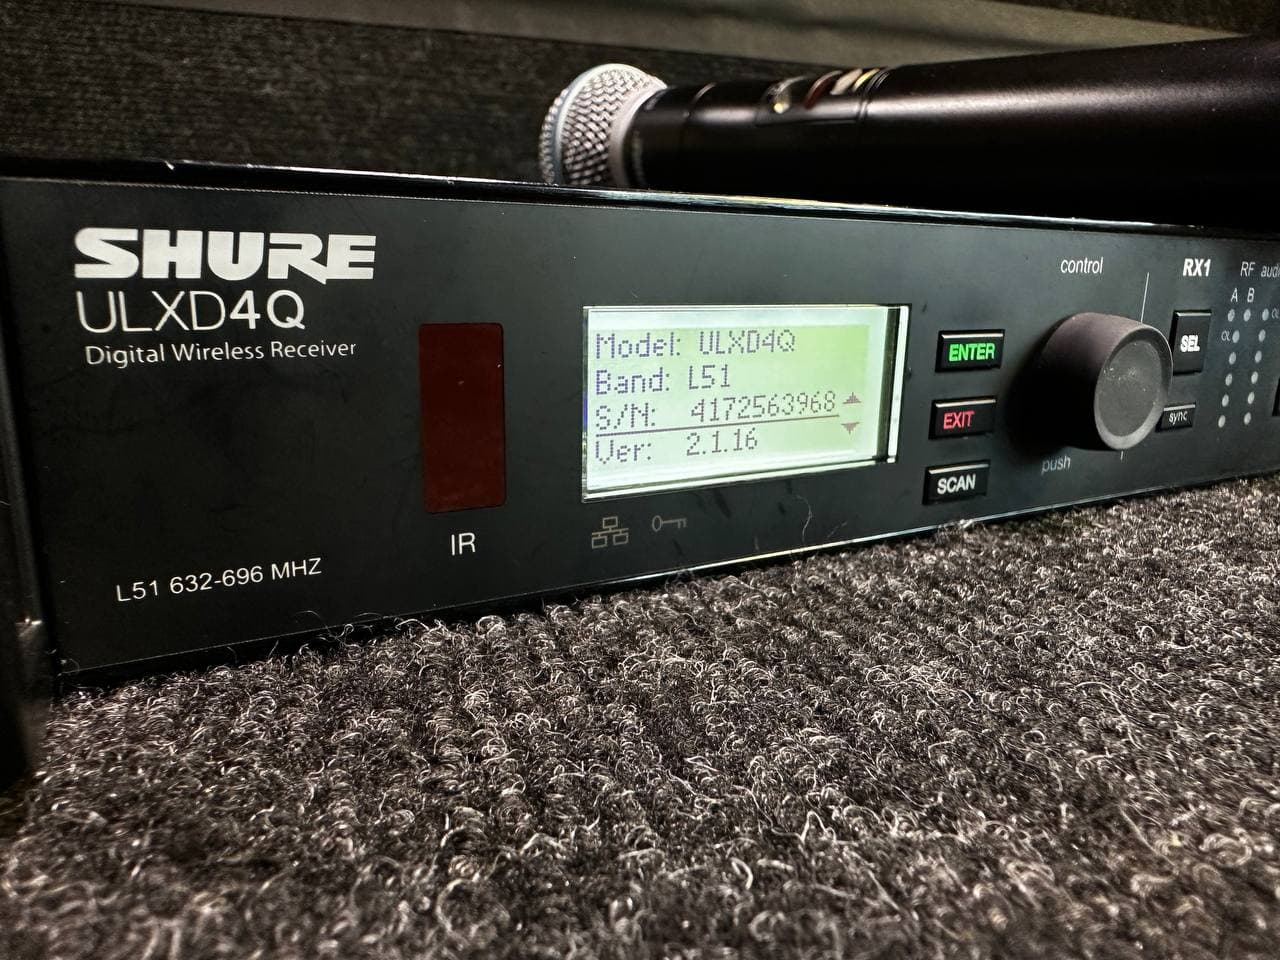 SHURE
ULXD4Q
Digital Wireless Receiver
L51 632-696 MHZ
IR
Model: ULXD4Q
Band: L51
S/N: 4172563968
Ver: 2.1.16
ENTER
EXIT
SCAN
control
push
RX1
SEL
sync
RF
A B
OL